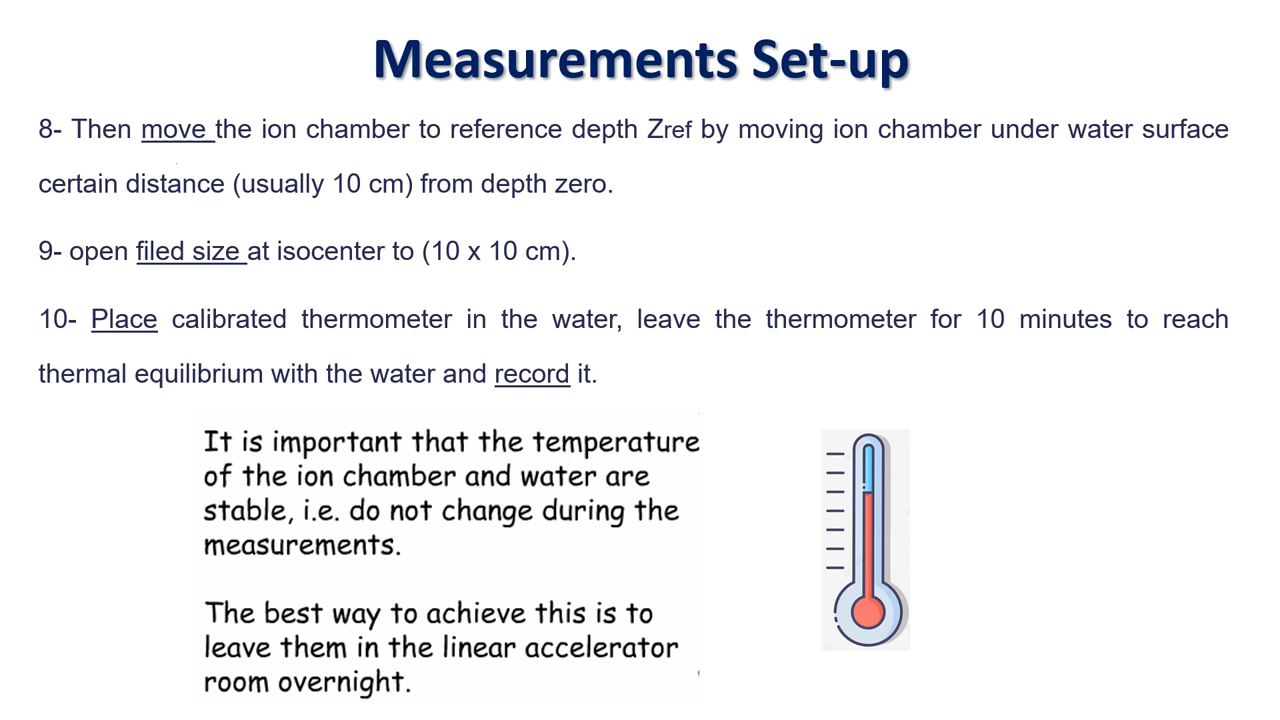 Measurements Set-up
8- Then move the ion chamber to reference depth Zref by moving ion chamber under water surface
certain distance (usually 10 cm) from depth zero.
9- open filed size at isocenter to (10 x 10 cm).
10- Place calibrated thermometer in the water, leave the thermometer for 10 minutes to reach
thermal equilibrium with the water and record it.
It is important that the temperature
of the ion chamber and water are
stable, i.e. do not change during the
measurements.
The best way to achieve this is to
leave them in the linear accelerator
room overnight.